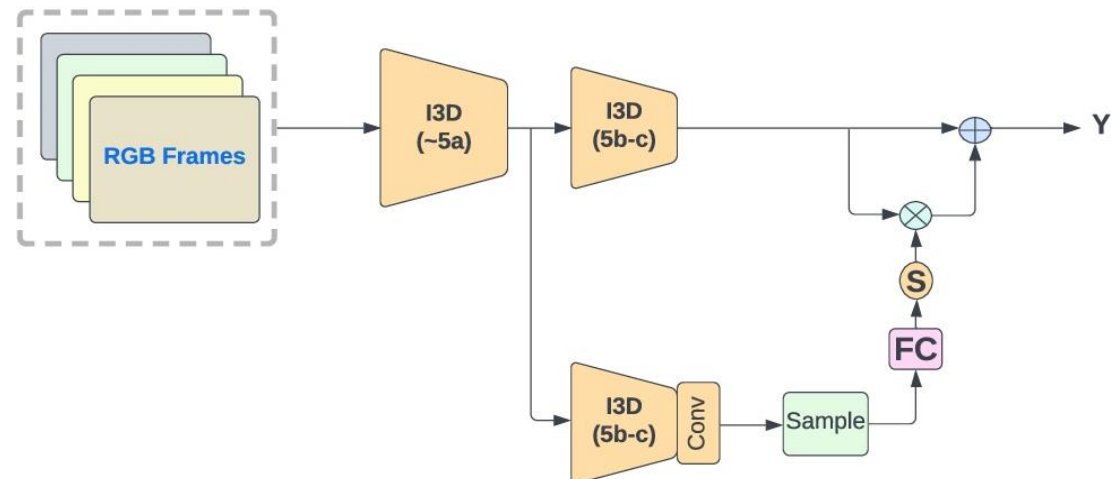 RGB Frames
I3D
(~5a)
I3D
(5b-c)
Y
S
FC
I3D
(5b-c)
Conv
Sample